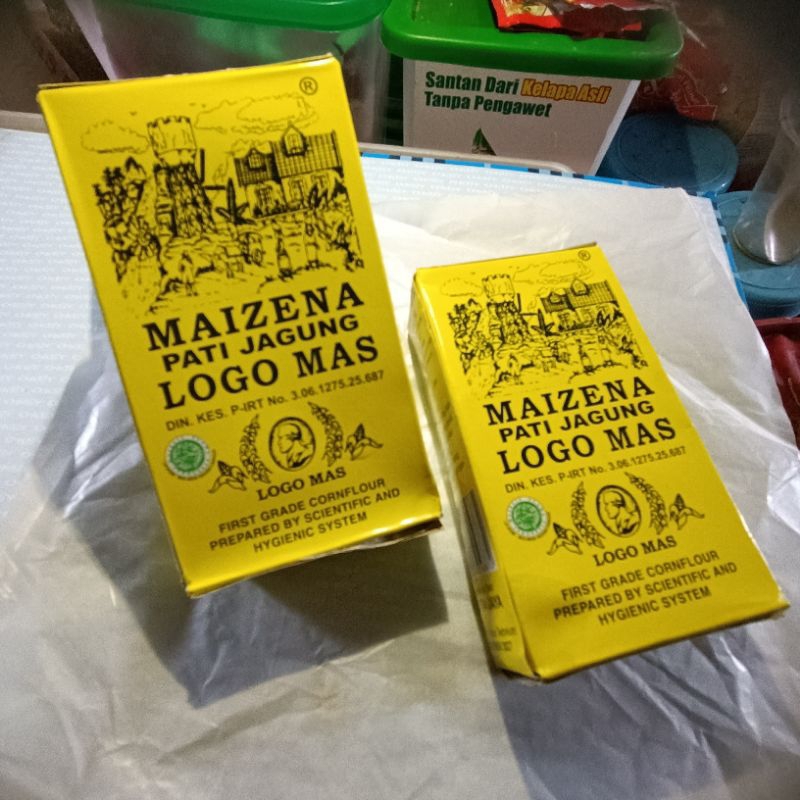 Santan Dari Kelapa Asli
Tanpa Pengawet
®
MAIZENA
PATI JAGUNG
LOGO MAS
DIN. KES. P-IRT No. 3.06.1275.25.687
LOGO MAS
FIRST GRADE CORNFLOUR
PREPARED BY SCIENTIFIC AND
HYGIENIC SYSTEM
®
MAIZENA
PATI JAGUNG
LOGO MAS
DIN. KES. P-IRT No. 3.06.1275.25.687
LOGO MAS
FIRST GRADE CORNFLOUR
PREPARED BY SCIENTIFIC AND
HYGIENIC SYSTEM